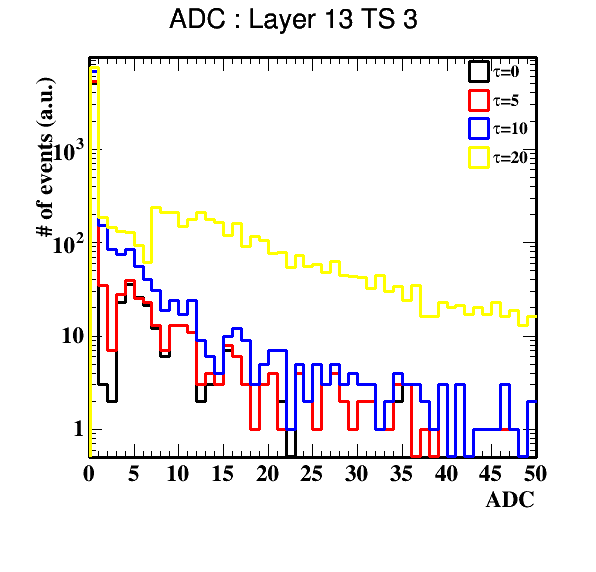 ADC : Layer 13 TS 3
# of events (a.u.)
10³
10²
10
1
τ=0
τ=5
τ=10
τ=20
0 5 10 15 20 25 30 35 40 45 50
ADC